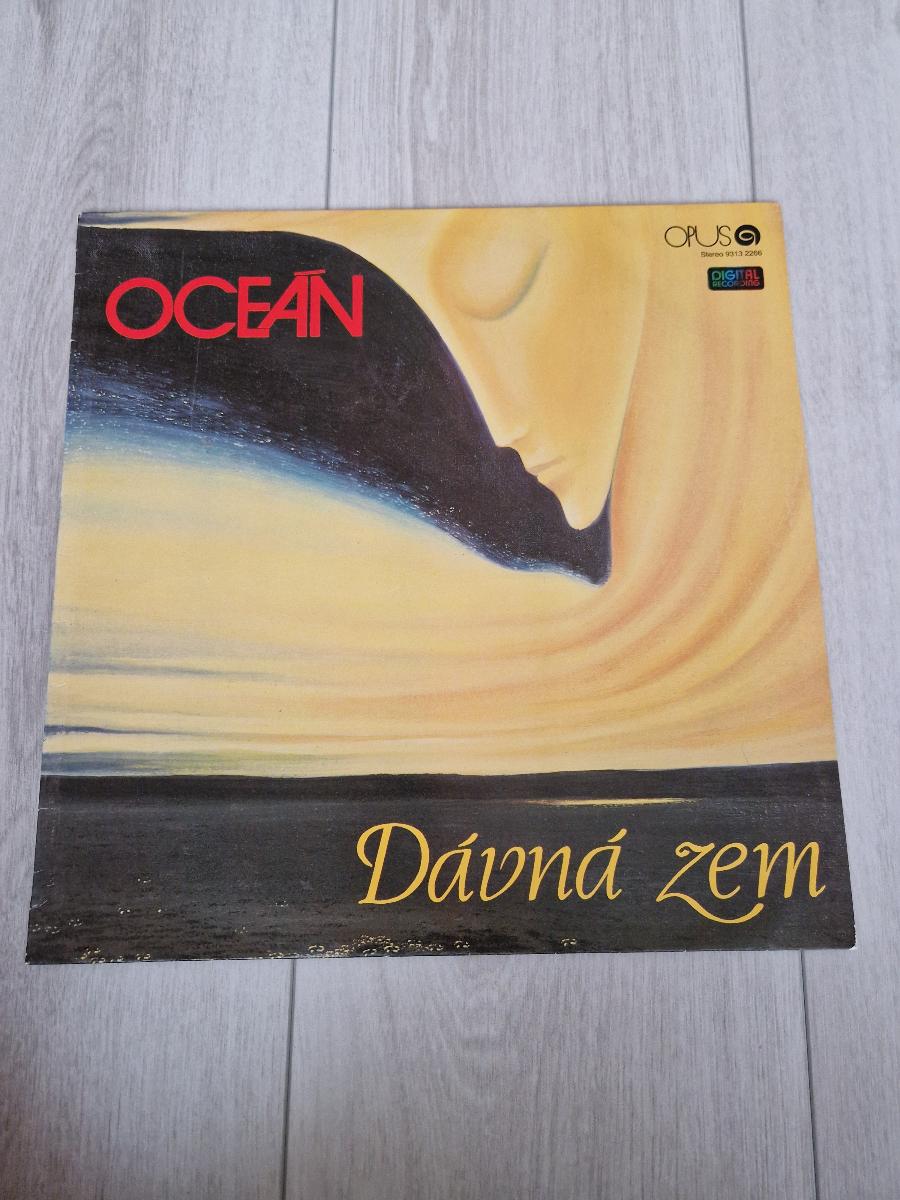 OPUS
Stereo 9313 2266
DIGITAL
RECORDING
OCEÁN
Dávná zem